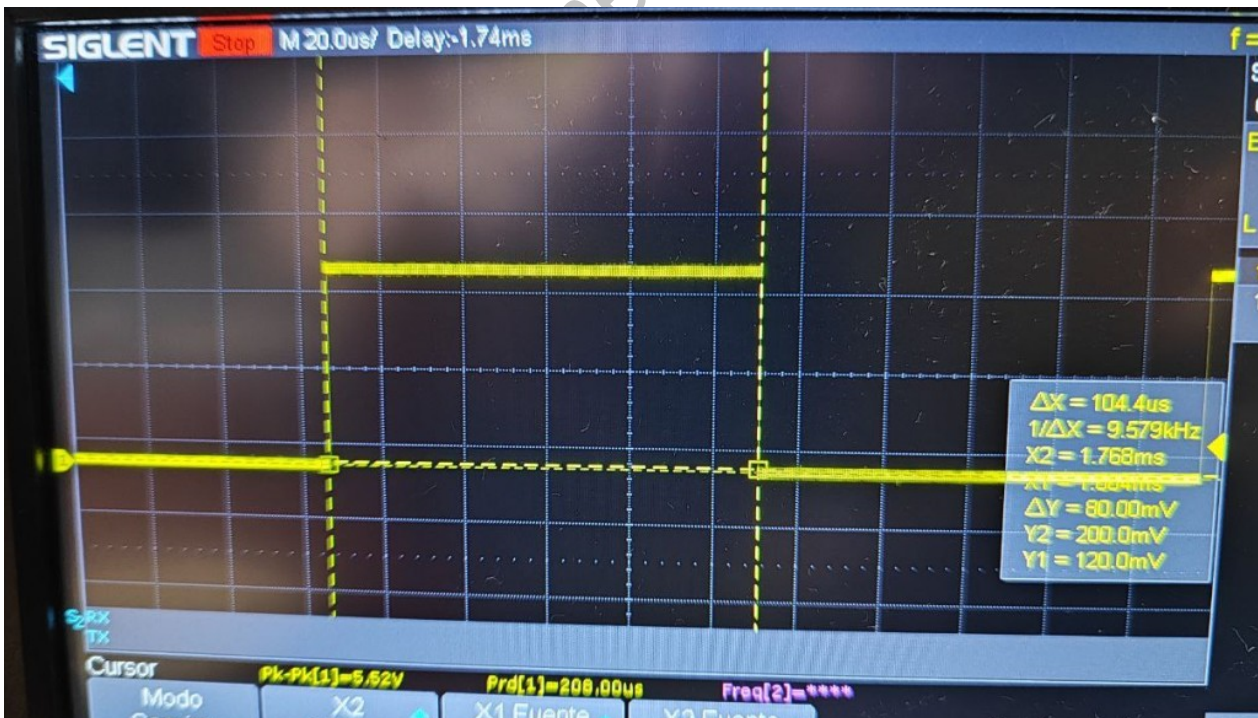 SIGLENT Stop M 20.0us/ Delay:-1.74ms f=
ΔX = 104.4us
1/ΔX = 9.579kHz
X2 = 1.768ms
ΔY = 80.00mV
Y2 = 200.0mV
Y1 = 120.0mV
S2 RX
TX
Cursor Pk-Pk[1]=5.52V Prd[1]=208.00us Freq[2]=****
Modo X2 X1 Fuente